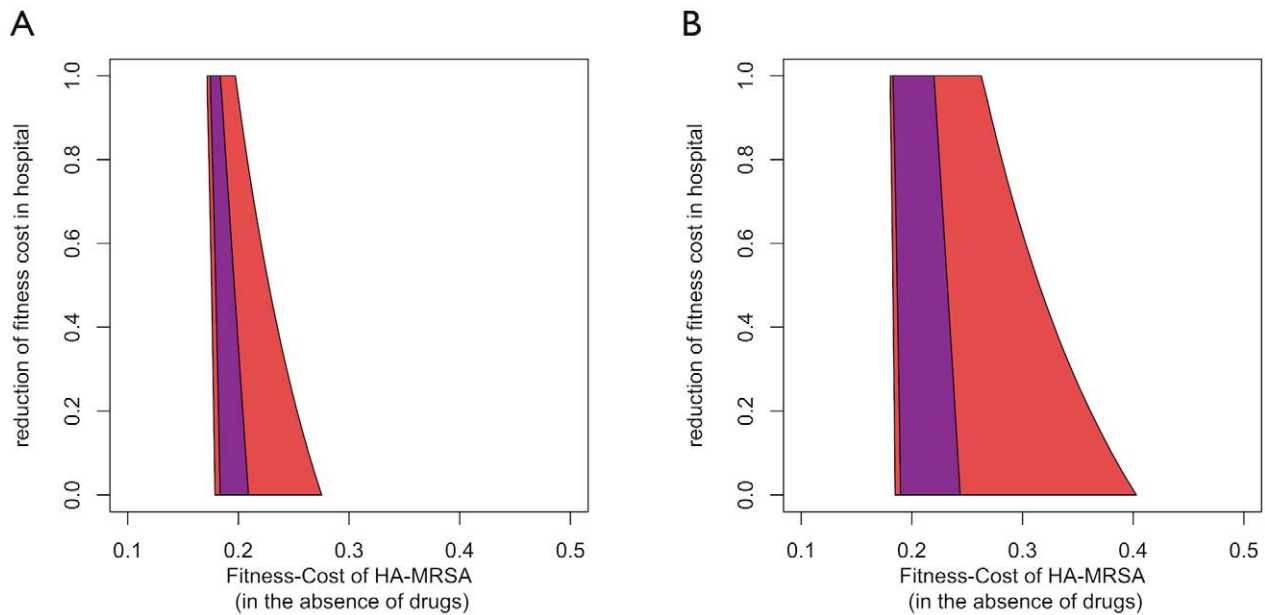 A
B
reduction of fitness cost in hospital
1.0
0.8
0.6
0.4
0.2
0.0
0.1 0.2 0.3 0.4 0.5
Fitness-Cost of HA-MRSA
(in the absence of drugs)
reduction of fitness cost in hospital
1.0
0.8
0.6
0.4
0.2
0.0
0.1 0.2 0.3 0.4 0.5
Fitness-Cost of HA-MRSA
(in the absence of drugs)